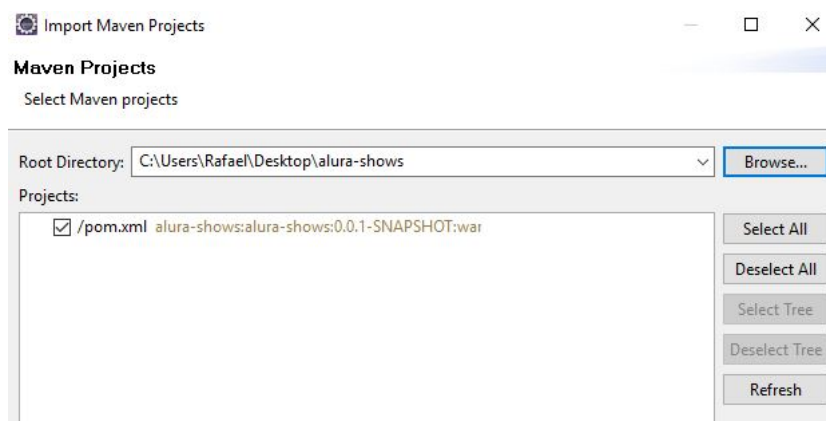 Import Maven Projects
Maven Projects
Select Maven projects
Root Directory: C:\Users\Rafael\Desktop\alura-shows Browse...
Projects:
/pom.xml alura-shows:alura-shows:0.0.1-SNAPSHOT:war
Select All
Deselect All
Select Tree
Deselect Tree
Refresh